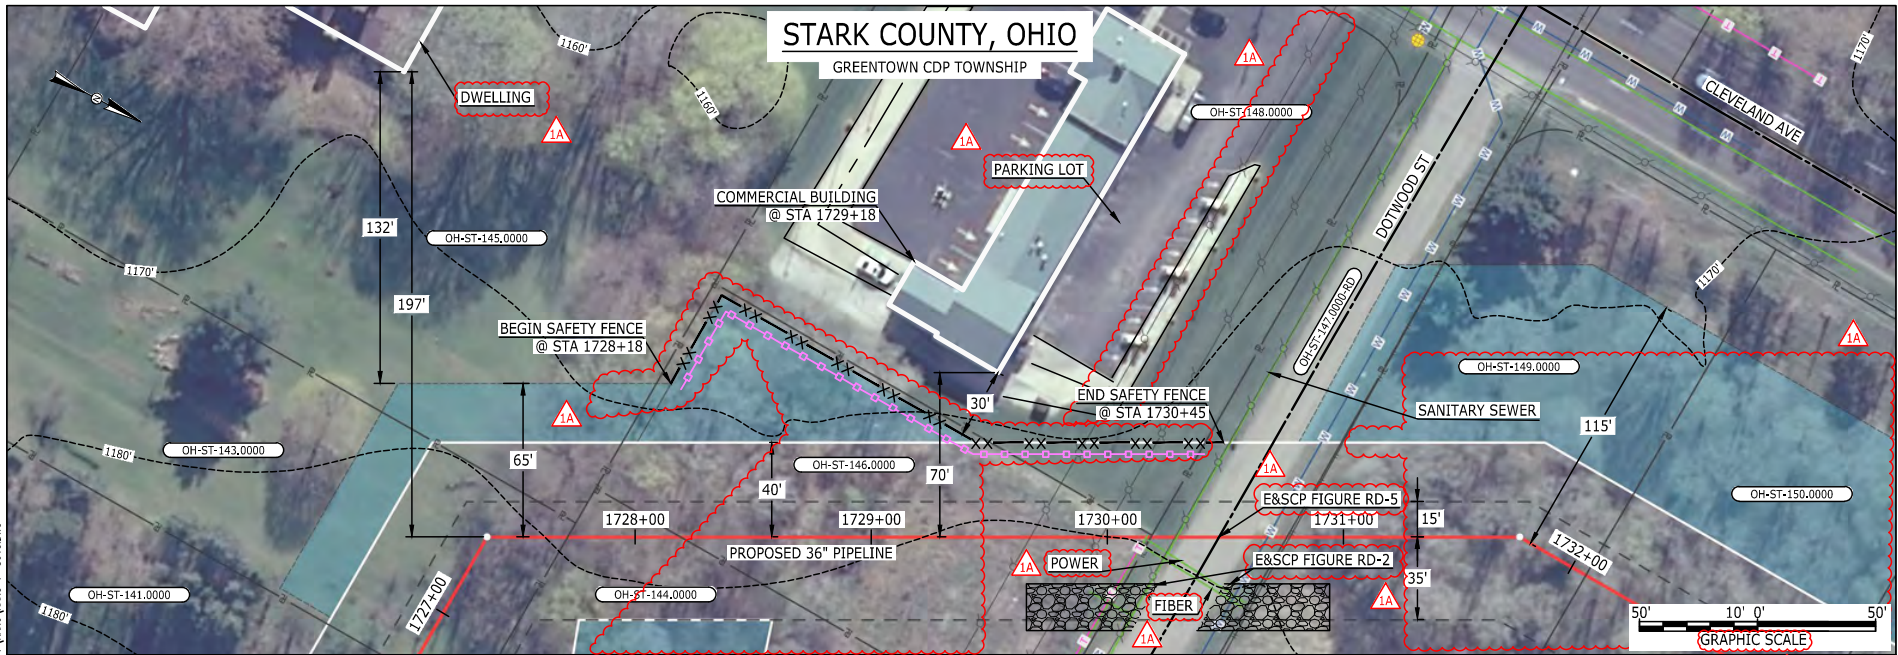 STARK COUNTY, OHIO
GREENTOWN CDP TOWNSHIP
1160'
1160'
1170'
DWELLING
1A
1A
1A
OH-ST-148.0000
CLEVELAND AVE
PARKING LOT
COMMERCIAL BUILDING
@ STA 1729+18
DOTWOOD ST
132'
OH-ST-145.0000
1170'
1170'
197'
BEGIN SAFETY FENCE
@ STA 1728+18
OH-ST-147.0000-RD
1A
OH-ST-149.0000
30'
END SAFETY FENCE
@ STA 1730+45
SANITARY SEWER
1A
115'
OH-ST-143.0000
1180'
65'
OH-ST-146.0000
40'
70'
1A
E&SCP FIGURE RD-5
OH-ST-150.0000
1728+00
1729+00
1730+00
1731+00
15'
PROPOSED 36" PIPELINE
1732+00
1A
POWER
E&SCP FIGURE RD-2
35'
1727+00
OH-ST-141.0000
OH-ST-144.0000
FIBER
1A
1180'
1A
50'
10'
0'
50'
GRAPHIC SCALE